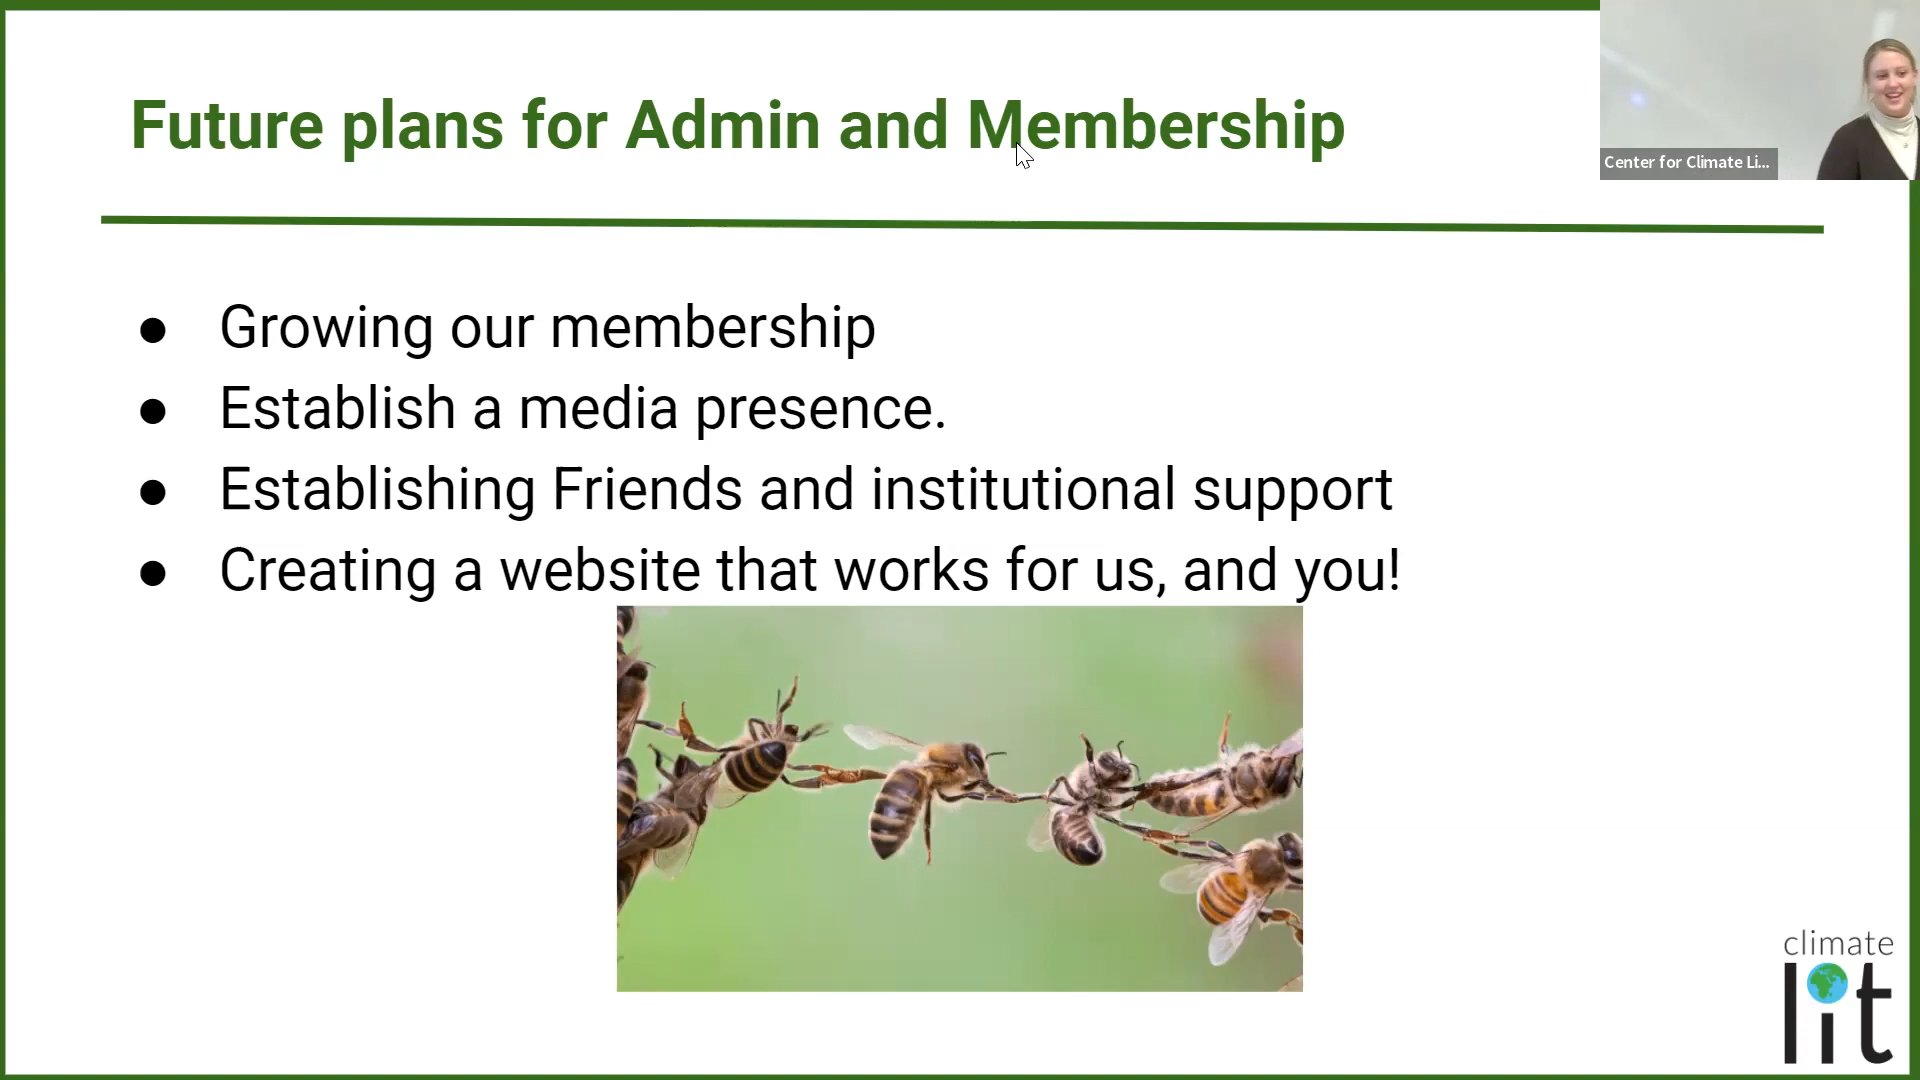 Future plans for Admin and Membership
Center for Climate Li...
● Growing our membership
● Establish a media presence.
● Establishing Friends and institutional support
● Creating a website that works for us, and you!
climate
lit